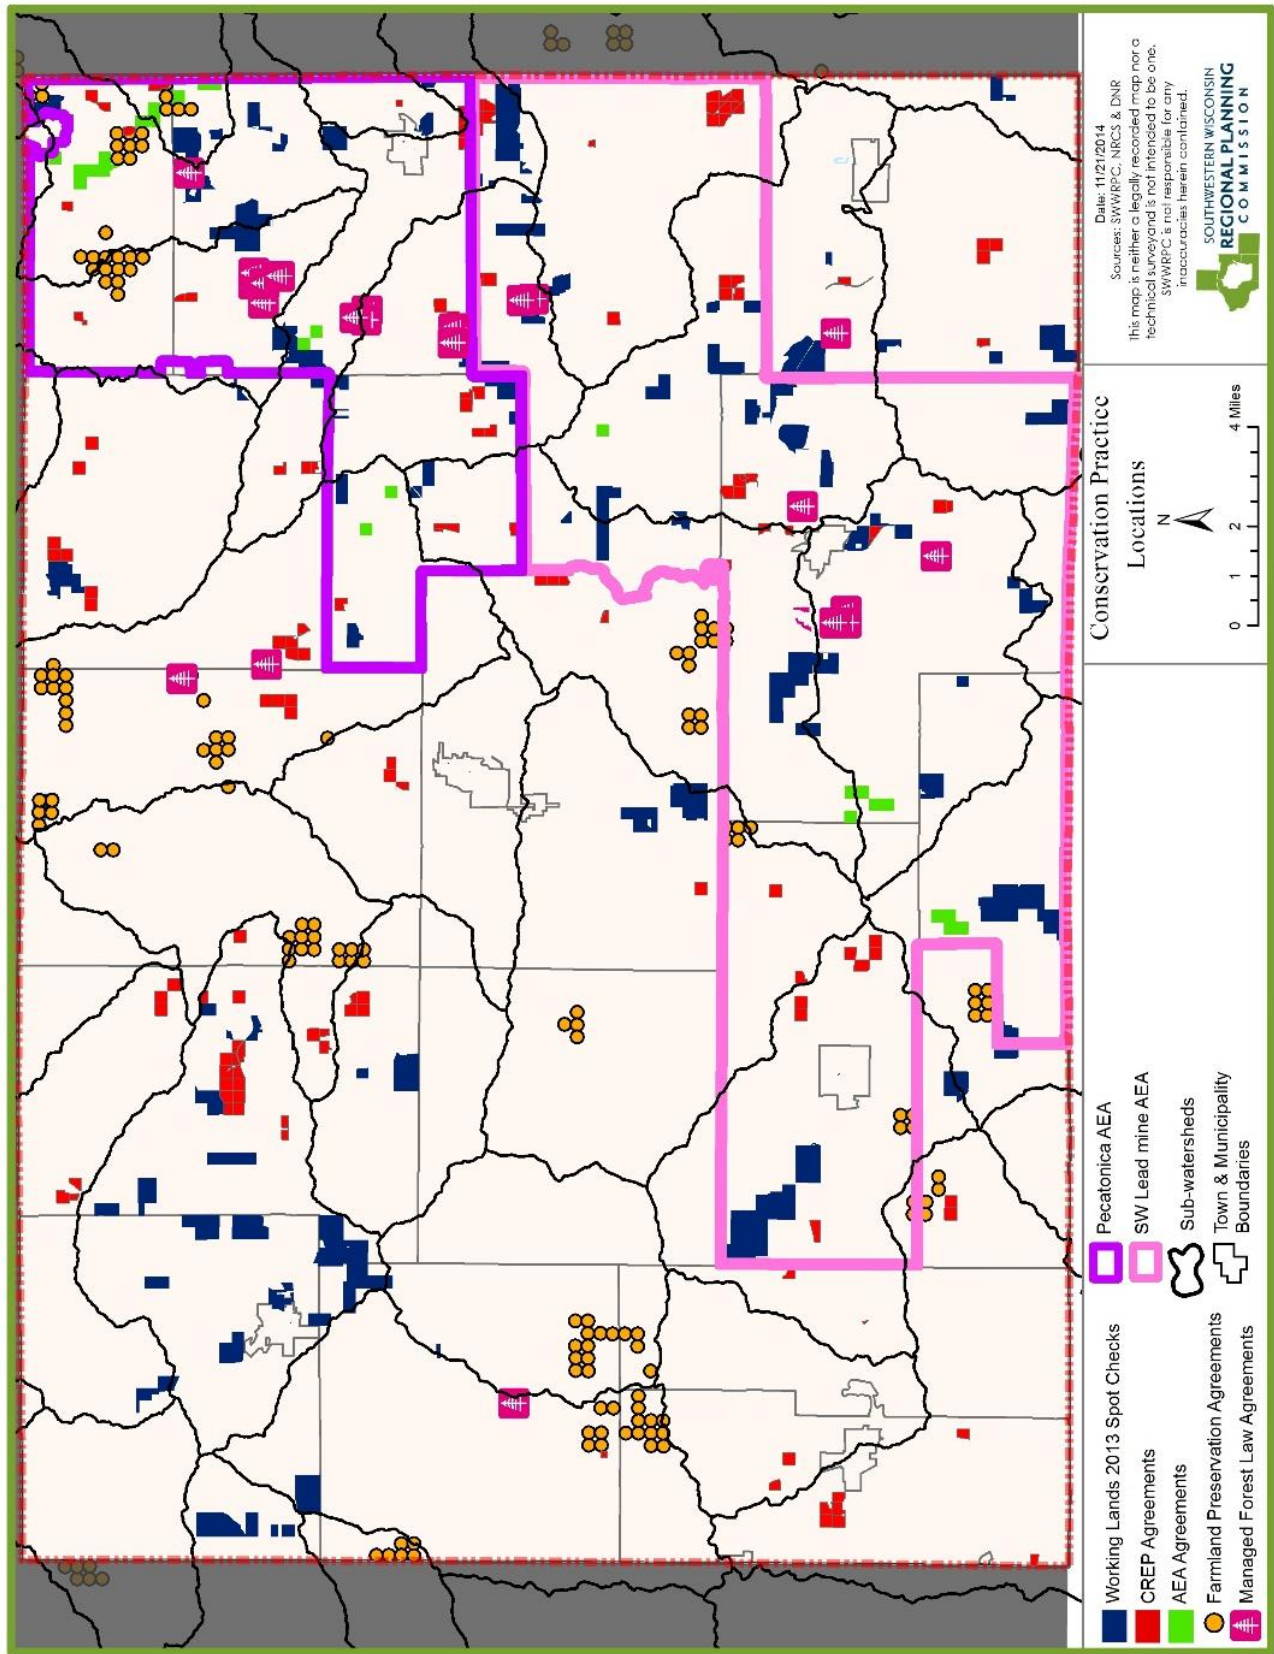 Working Lands 2013 Spot Checks
CREP Agreements
AEA Agreements
Farmland Preservation Agreements
Managed Forest Law Agreements
Pecatonica AEA
SW Lead mine AEA
Sub-watersheds
Town & Municipality
Boundaries
Conservation Practice
Locations
N
0 1 2 4 Miles
Date: 11/21/2014
Sources: SWWRPC, NRCS & DNR
This map is neither a legally recorded map nor a
technical survey and is not intended to be one.
SWWRPC is not responsible for any
inaccuracies herein contained.
SOUTHWESTERN WISCONSIN
REGIONAL PLANNING
COMMISSION